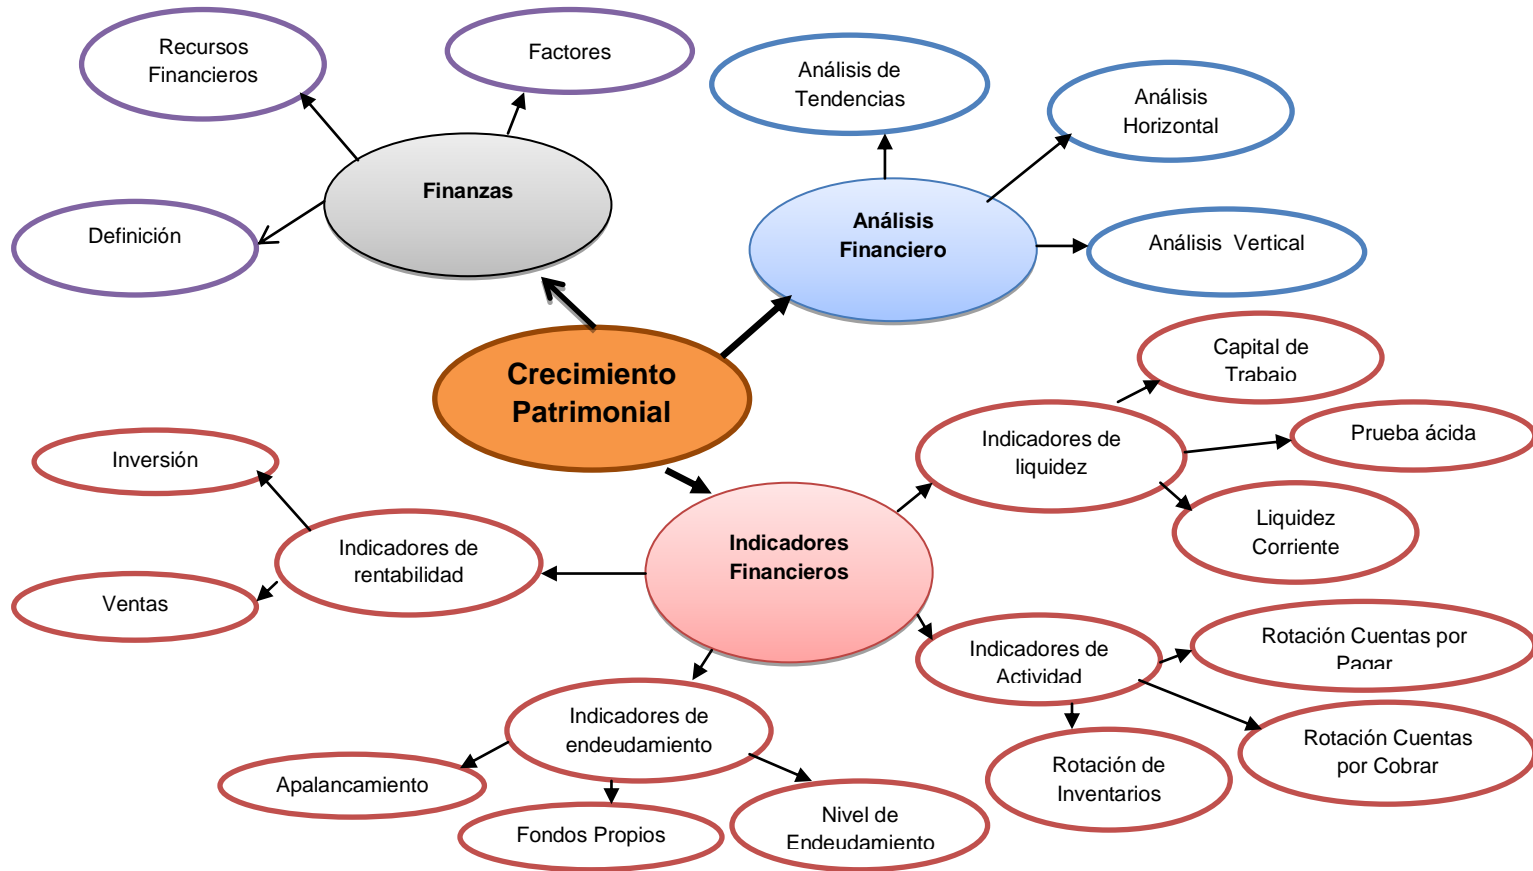 Recursos
Financieros
Factores
Análisis de
Tendencias
Análisis
Horizontal
Finanzas
Definición
Análisis
Financiero
Análisis  Vertical
Crecimiento
Patrimonial
Capital de
Trabajo
Indicadores de
liquidez
Prueba ácida
Liquidez
Corriente
Inversión
Indicadores de
rentabilidad
Ventas
Indicadores
Financieros
Indicadores de
Actividad
Rotación Cuentas por
Pagar
Rotación Cuentas
por Cobrar
Rotación de
Inventarios
Indicadores de
endeudamiento
Apalancamiento
Fondos Propios
Nivel de
Endeudamiento